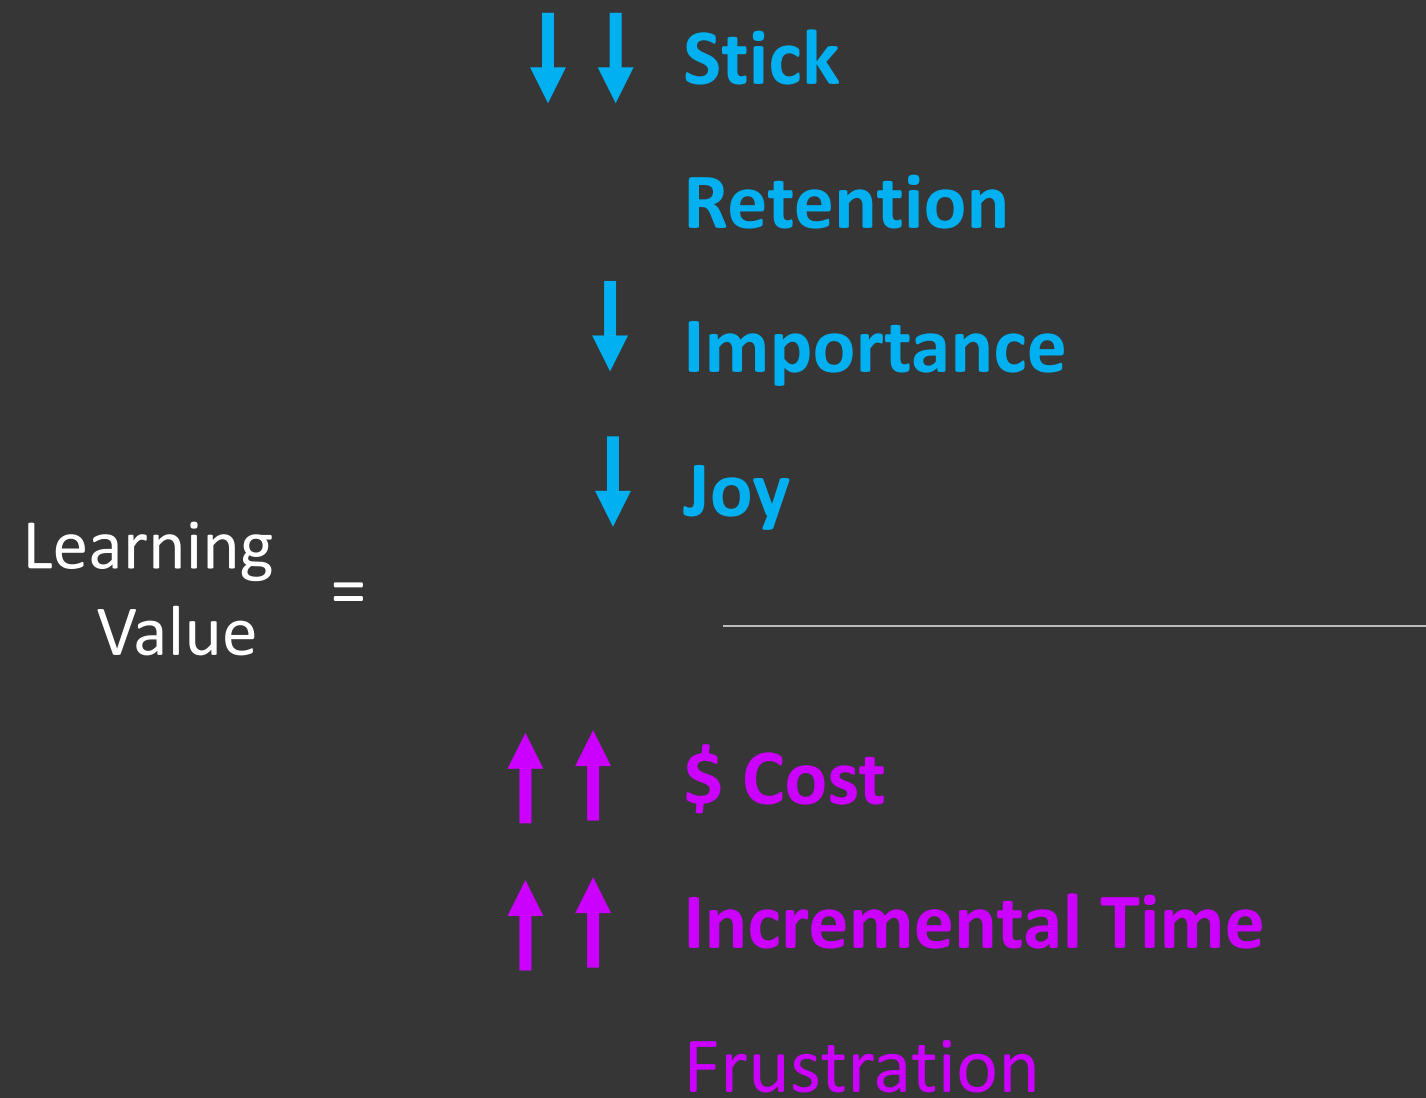 Stick
Retention
Importance
Joy
Learning
Value
=
$ Cost
Incremental Time
Frustration